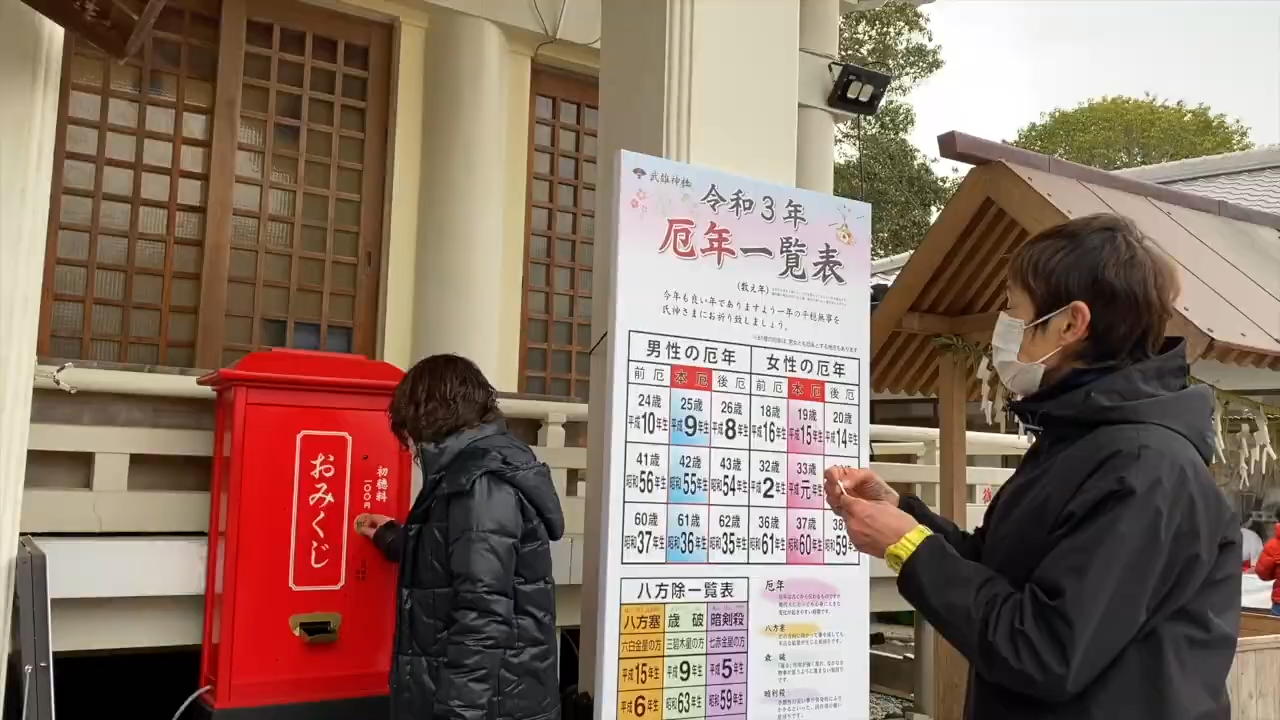 武雄神社
令和3年
厄年一覧表
(数え年)
今年も良い年でありますよう一年の平穏無事を
氏神さまにお祈り致しましょう。
男性の厄年 女性の厄年
前厄 本厄 後厄 前厄 本厄 後厄
24歳 25歳 26歳 18歳 19歳 20歳
平成10年生 平成9年生 平成8年生 平成16年生 平成15年生 平成14年生
41歳 42歳 43歳 32歳 33歳
昭和56年生 昭和55年生 昭和54年生 平成2年生 平成元年生
60歳 61歳 62歳 36歳 37歳 38
昭和37年生 昭和36年生 昭和35年生 昭和61年生 昭和60年生 昭和59年生
八方除一覧表
八方塞 歳破 暗剣殺
六白金星の方 三碧木星の方 七赤金星の方
平成15年生 平成9年生 平成5年生
平成6年生 昭和63年生 昭和59年生
厄年
八方塞
歳破
暗剣殺
おみくじ
初穂料
一〇〇円